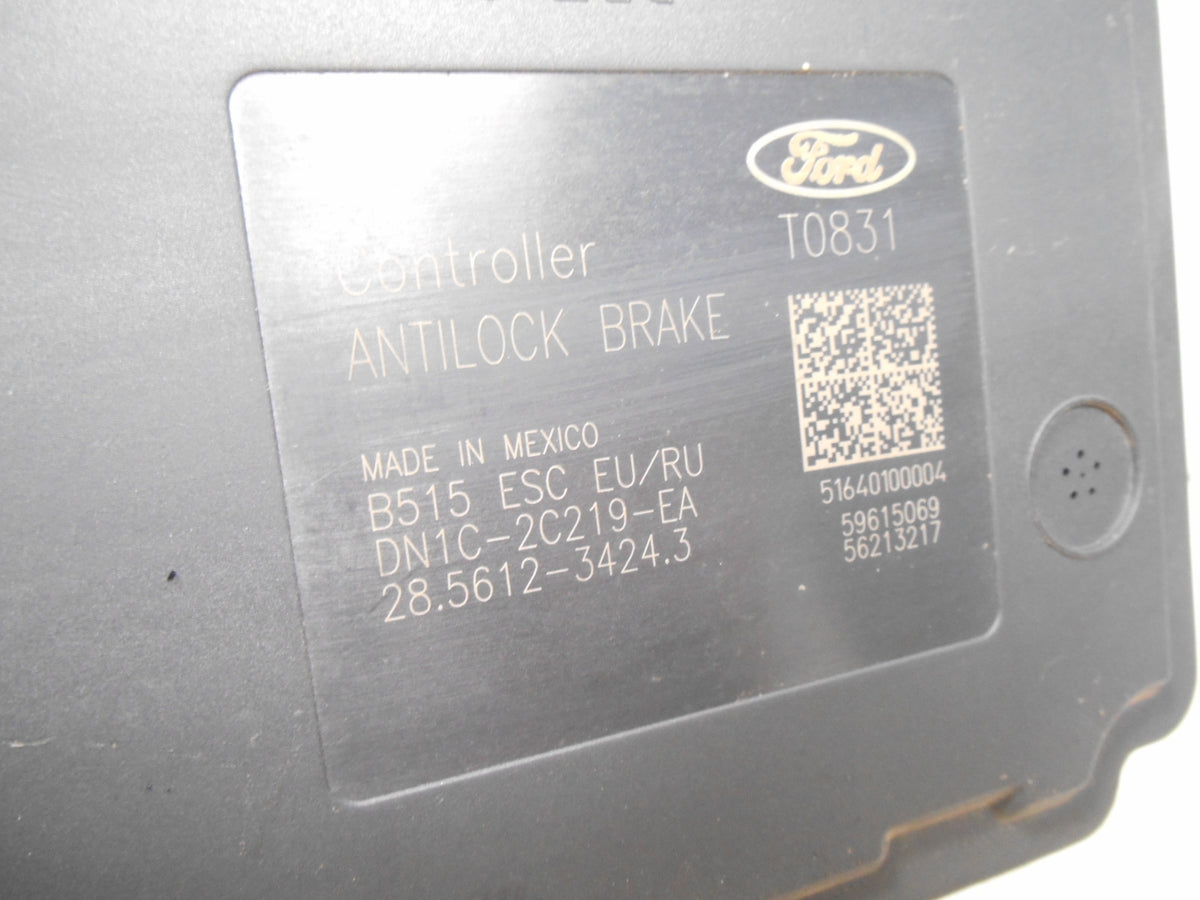 Ford
T0831
Controller
ANTILOCK BRAKE
MADE IN MEXICO
B515 ESC EU/RU
DN1C-2C219-EA
28.5612-3424.3
51640100004
59615069
56213217